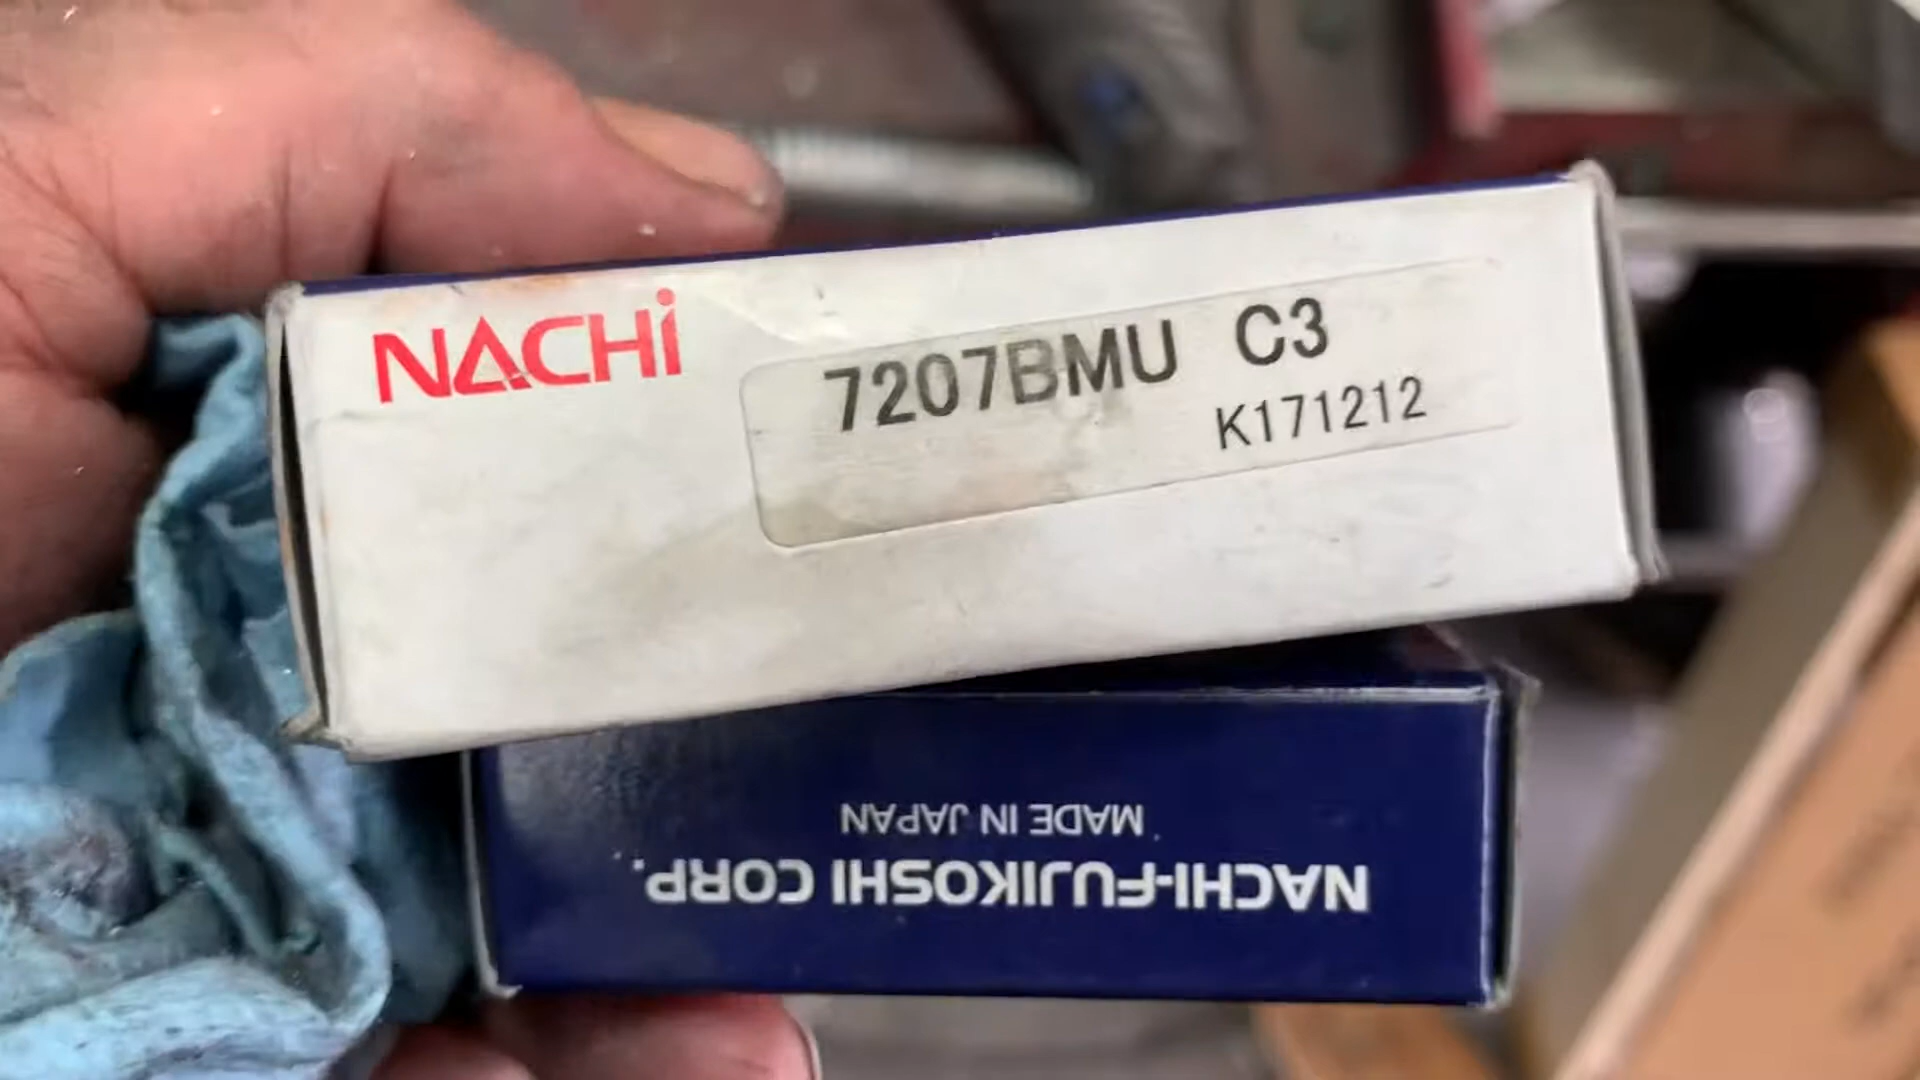 NACHi
7207BMU C3
K171212
NACHI-FUJIKOSHI CORP.
MADE IN JAPAN